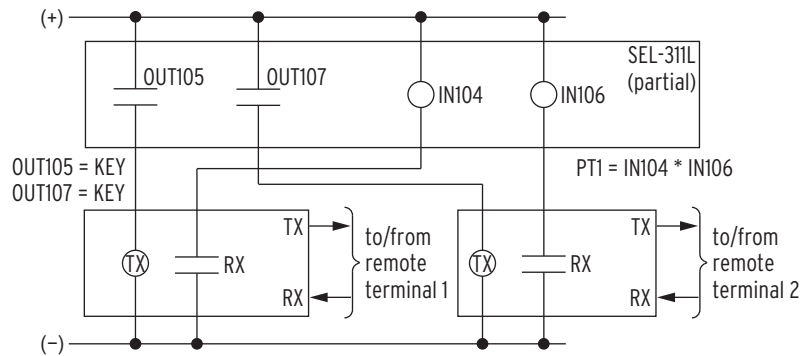 (+)
SEL-311L
(partial)
OUT105
OUT107
IN104
IN106
OUT105 = KEY
OUT107 = KEY
PT1 = IN104 * IN106
TX
RX
TX
RX
to/from
remote
terminal 1
TX
RX
TX
RX
to/from
remote
terminal 2
(–)